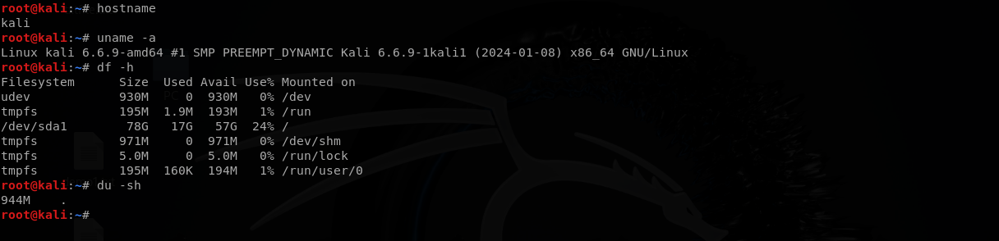 root@kali:~# hostname
kali
root@kali:~# uname -a
Linux kali 6.6.9-amd64 #1 SMP PREEMPT_DYNAMIC Kali 6.6.9-1kali1 (2024-01-08) x86_64 GNU/Linux
root@kali:~# df -h
Filesystem      Size  Used Avail Use% Mounted on
udev            930M     0  930M   0% /dev
tmpfs           195M  1.9M  193M   1% /run
/dev/sda1        78G   17G   57G  24% /
tmpfs           971M     0  971M   0% /dev/shm
tmpfs           5.0M     0  5.0M   0% /run/lock
tmpfs           195M  160K  194M   1% /run/user/0
root@kali:~# du -sh
944M    .
root@kali:~#